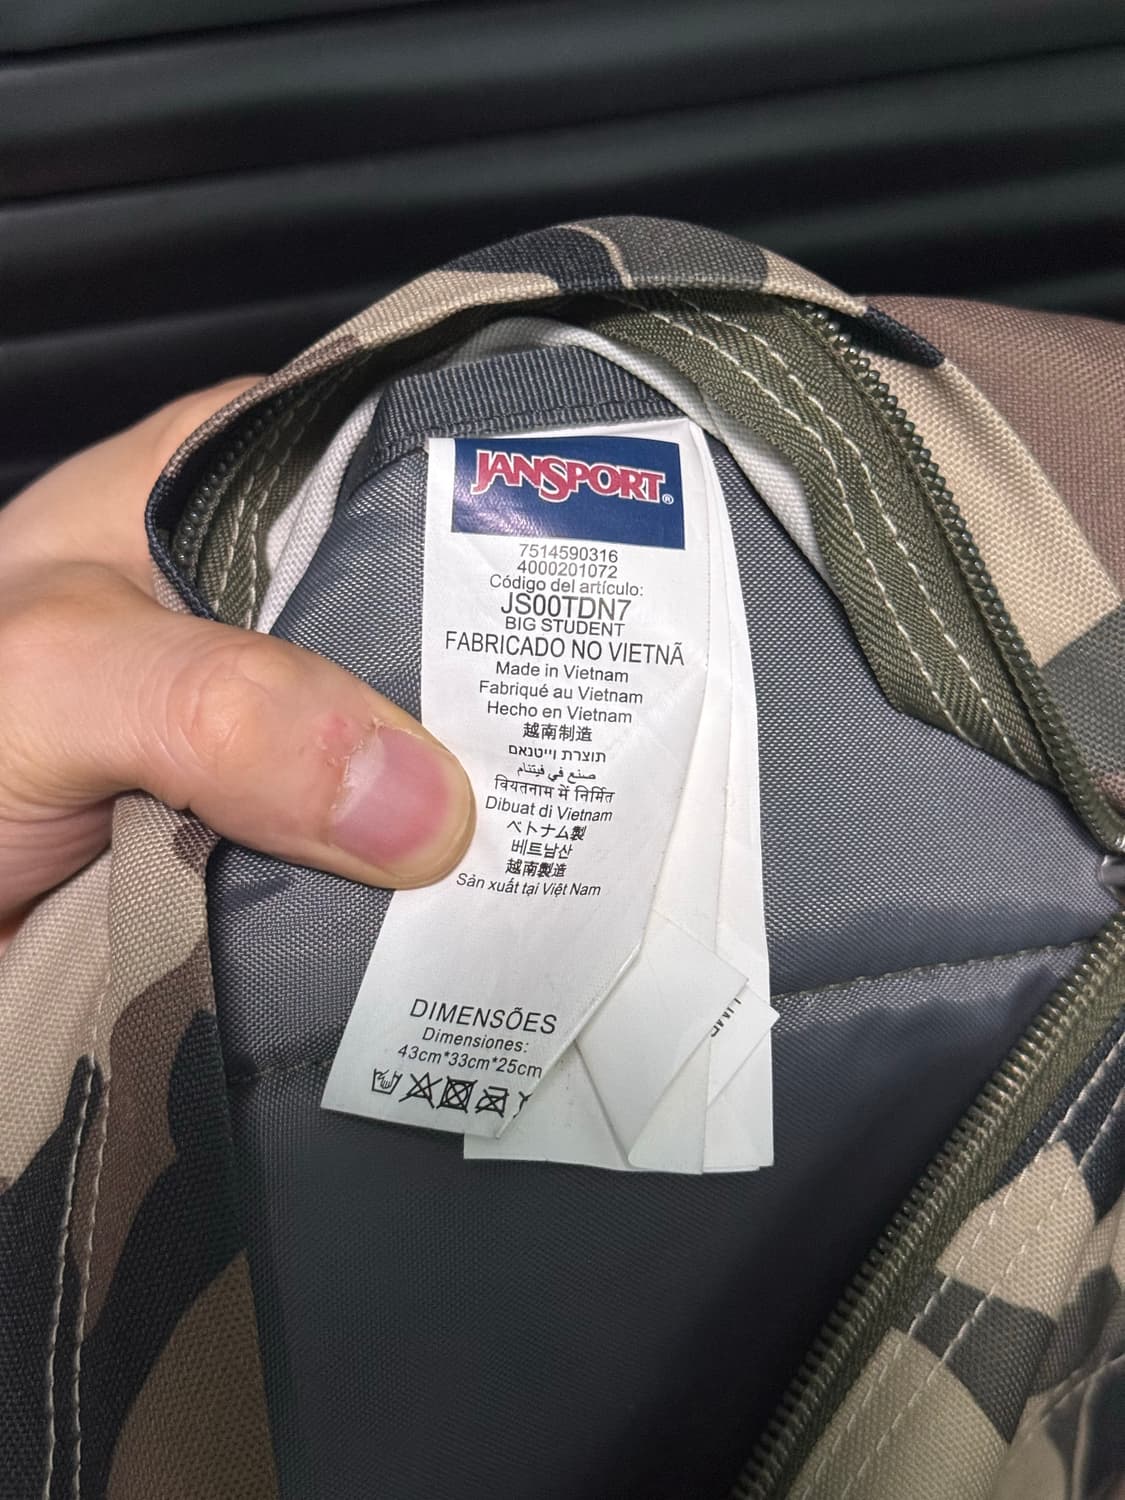 JANSPORT®
7514590316
4000201072
Código del artículo:
JS00TDN7
BIG STUDENT
FABRICADO NO VIETNÃ
Made in Vietnam
Fabriqué au Vietnam
Hecho en Vietnam
越南制造
תוצרת וייטנאם
صنع في فيتنام
वियतनाम में निर्मित
Dibuat di Vietnam
ベトナム製
베트남산
越南製造
Sản xuất tại Việt Nam
DIMENSÕES
Dimensiones:
43cm*33cm*25cm